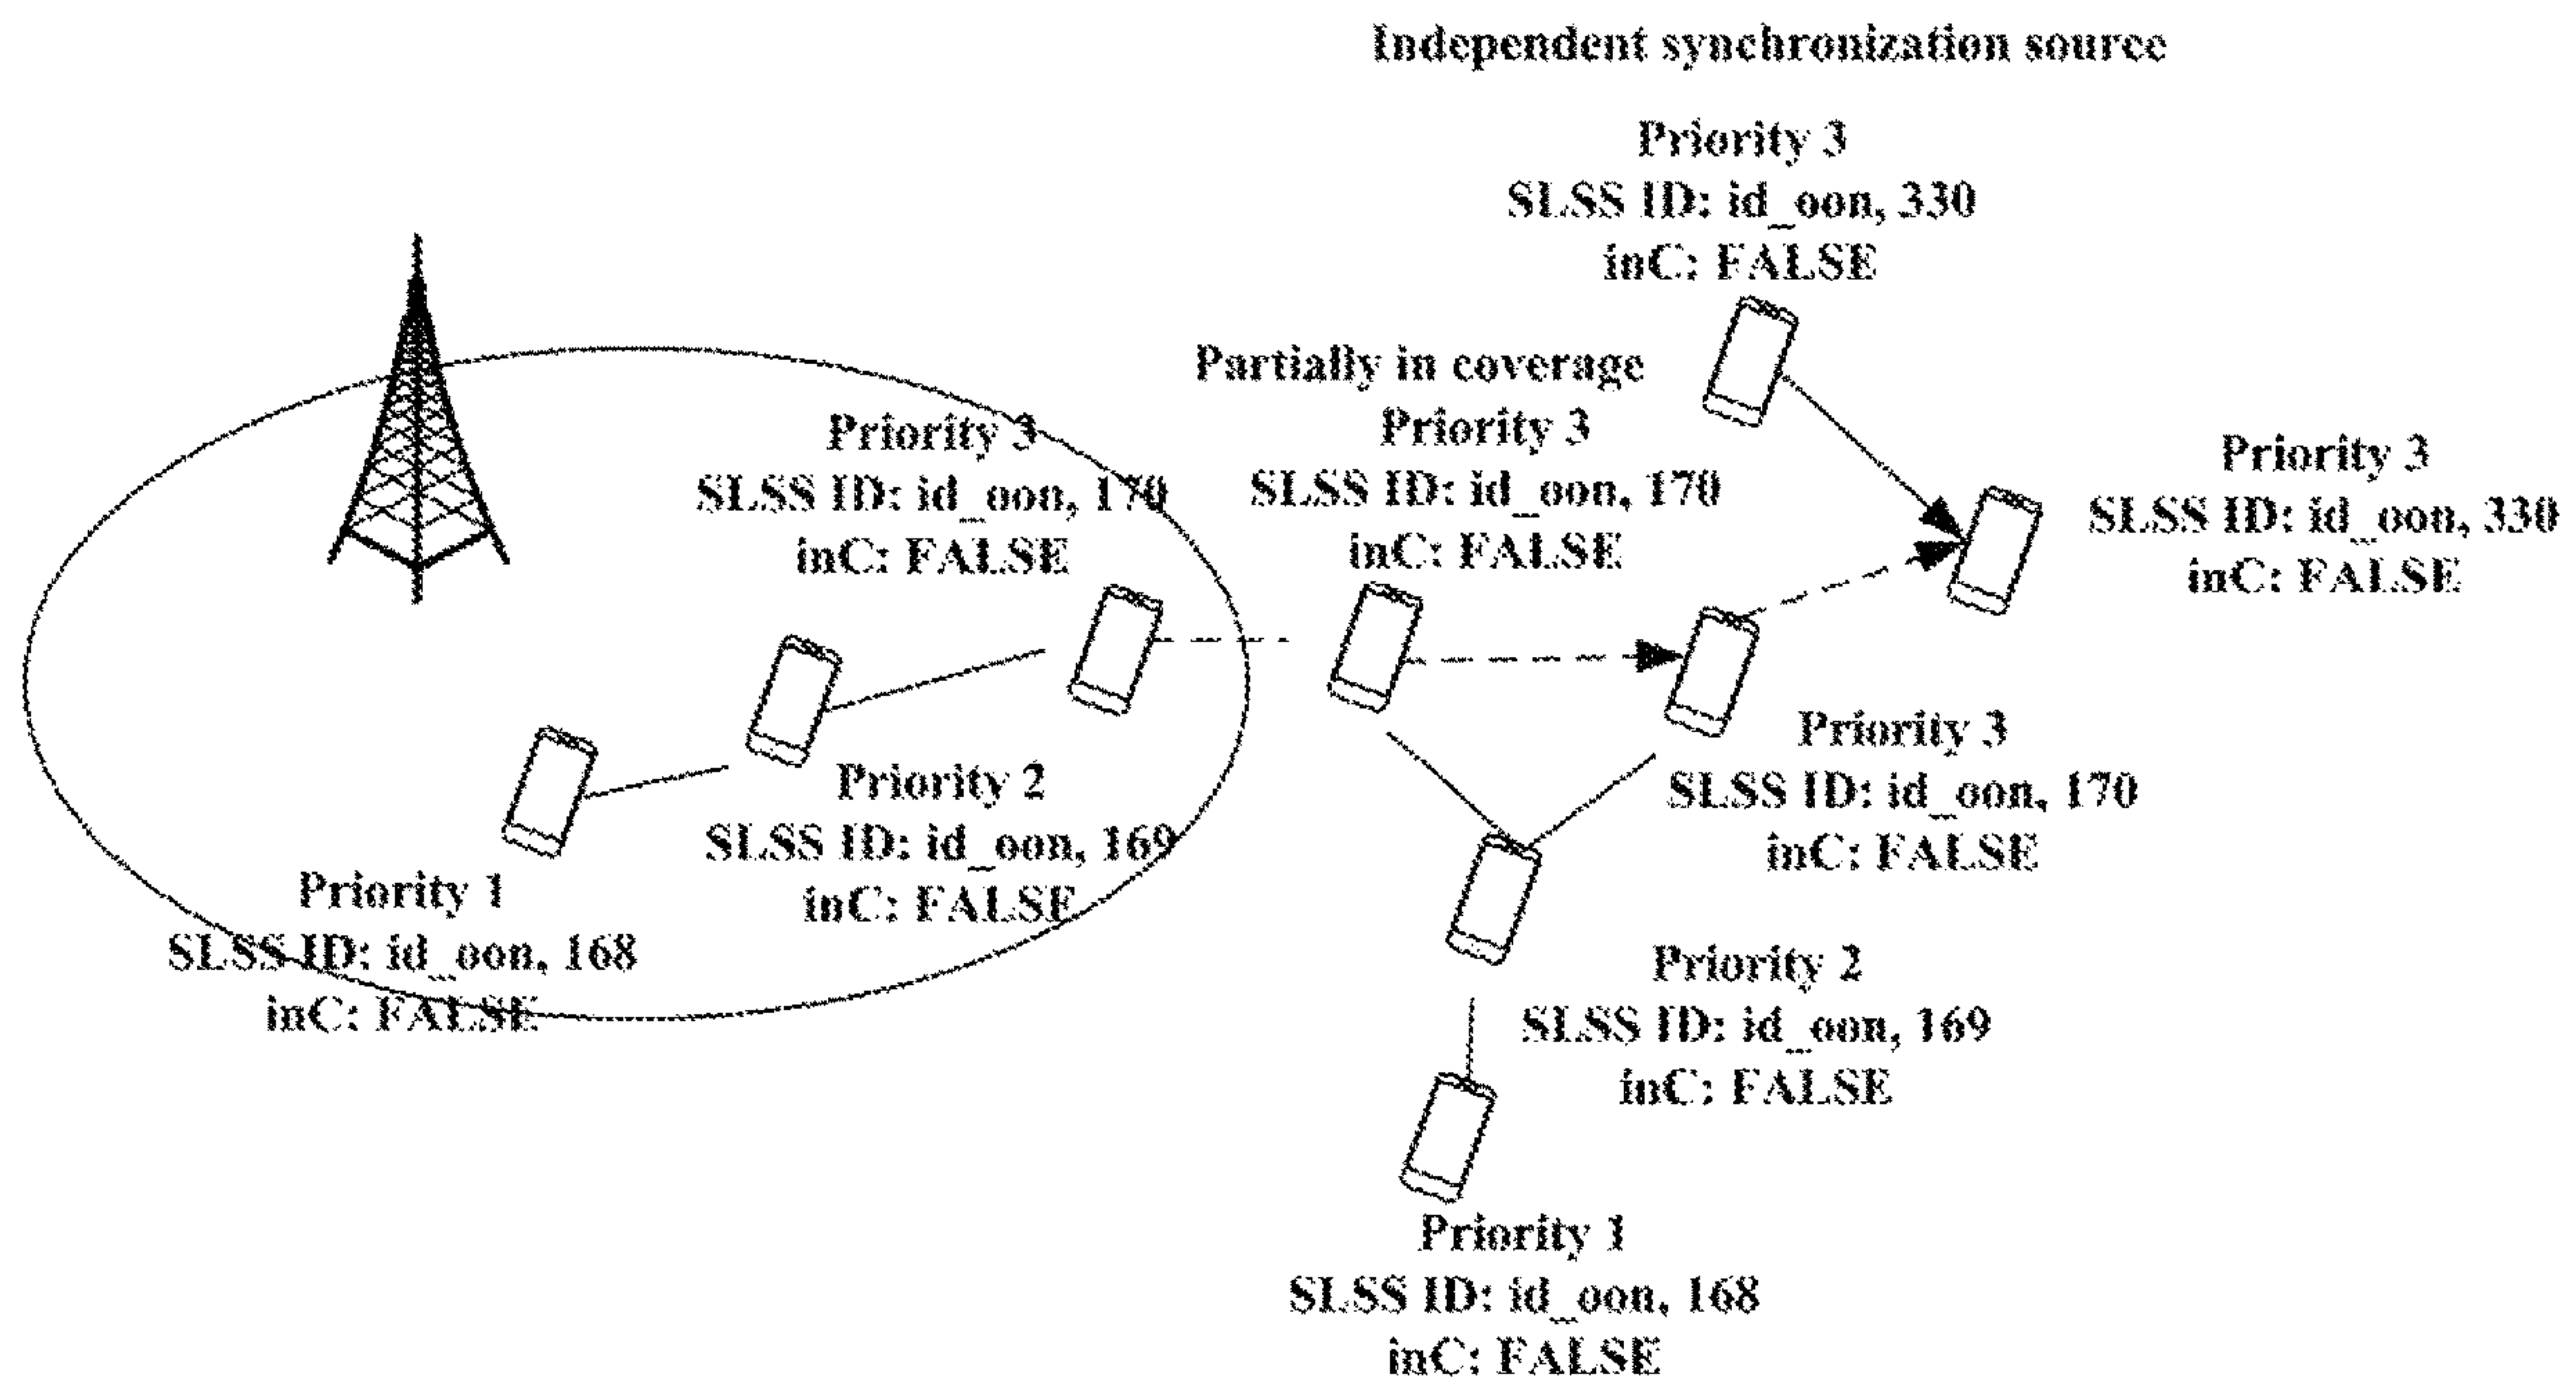 Independent synchronization source
Priority 3
SLSS ID: id_oon, 330
inC: FALSE
Partially in coverage
Priority 3
SLSS ID: id_oon, 170
inC: FALSE
Priority 3
SLSS ID: id_oon, 170
inC: FALSE
Priority 3
SLSS ID: id_oon, 330
inC: FALSE
Priority 3
SLSS ID: id_oon, 170
inC: FALSE
Priority 2
SLSS ID: id_oon, 169
inC: FALSE
Priority 1
SLSS ID: id_oon, 168
inC: FALSE
Priority 2
SLSS ID: id_oon, 169
inC: FALSE
Priority 1
SLSS ID: id_oon, 168
inC: FALSE